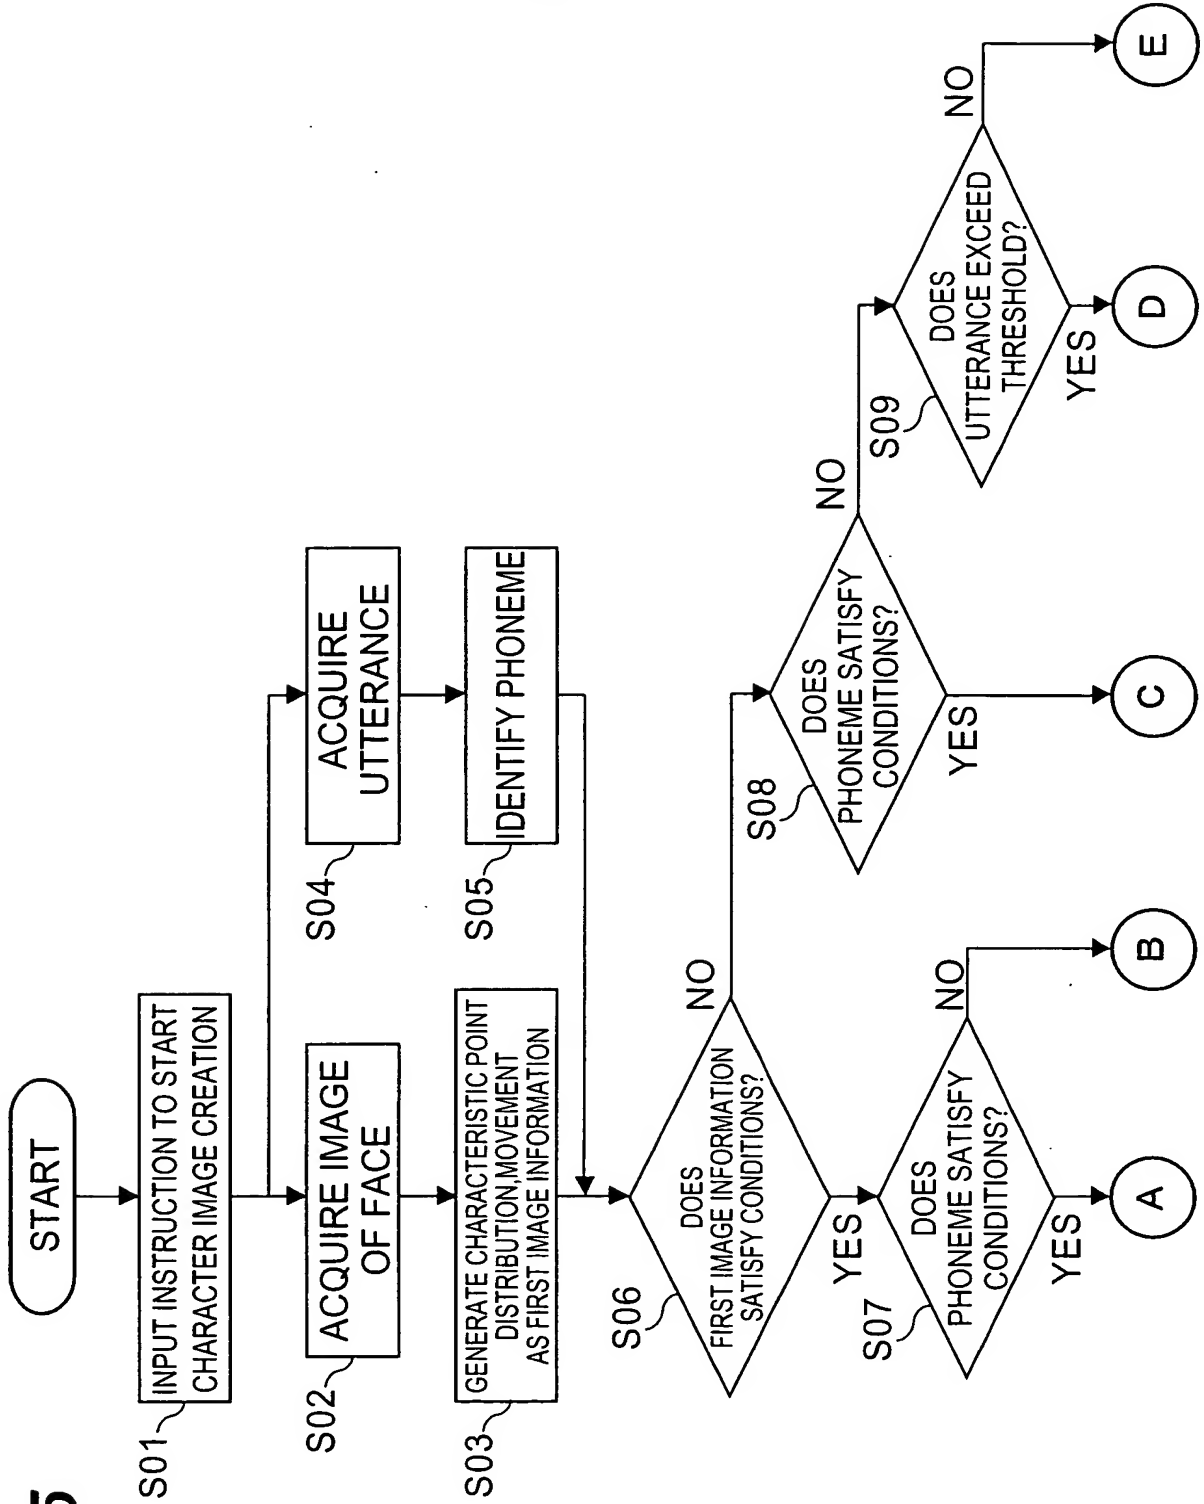 START
S01
INPUT INSTRUCTION TO START
CHARACTER IMAGE CREATION
S02
ACQUIRE IMAGE
OF FACE
S04
ACQUIRE
UTTERANCE
S03
GENERATE CHARACTERISTIC POINT
DISTRIBUTION,MOVEMENT
AS FIRST IMAGE INFORMATION
S05
IDENTIFY PHONEME
S06
DOES
FIRST IMAGE INFORMATION
SATISFY CONDITIONS?
NO
YES
S07
DOES
PHONEME SATISFY
CONDITIONS?
NO
YES
S08
DOES
PHONEME SATISFY
CONDITIONS?
NO
YES
S09
DOES
UTTERANCE EXCEED
THRESHOLD?
NO
YES
A
B
C
D
E